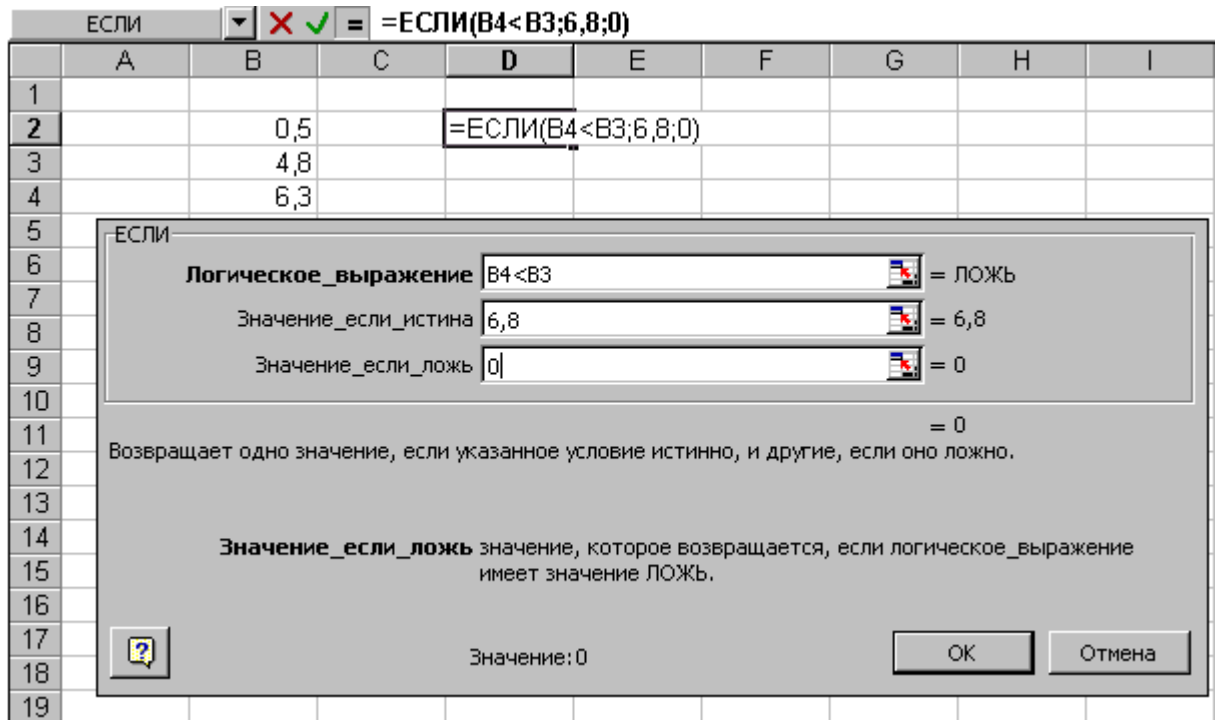 ЕСЛИ =ЕСЛИ(B4<B3;6,8;0)
A B C D E F G H I
1
2 0,5 =ЕСЛИ(B4<B3;6,8;0)
3 4,8
4 6,3
5 ЕСЛИ
6 Логическое_выражение B4<B3 = ЛОЖЬ
7
8 Значение_если_истина 6,8 = 6,8
9 Значение_если_ложь 0 = 0
10
11 = 0
12 Возвращает одно значение, если указанное условие истинно, и другие, если оно ложно.
13
14 Значение_если_ложь значение, которое возвращается, если логическое_выражение
15 имеет значение ЛОЖЬ.
16
17 ? Значение:0 OK Отмена
18
19